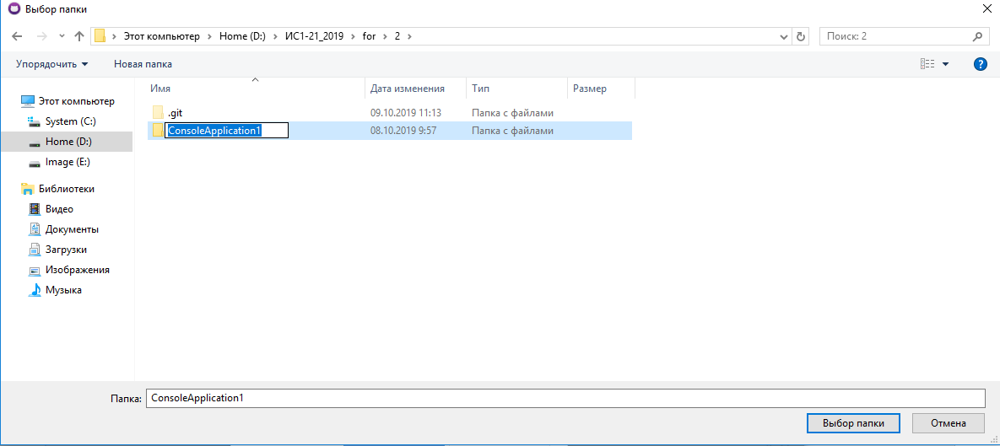 Выбор папки
Этот компьютер > Home (D:) > ИС1-21_2019 > for > 2 >
Поиск: 2
Упорядочить
Новая папка
?
Имя
Дата изменения
Тип
Размер
Этот компьютер
System (C:)
Home (D:)
Image (E:)
Библиотеки
Видео
Документы
Загрузки
Изображения
Музыка
.git 09.10.2019 11:13 Папка с файлами
ConsoleApplication1 08.10.2019 9:57 Папка с файлами
Папка: ConsoleApplication1
Выбор папки
Отмена